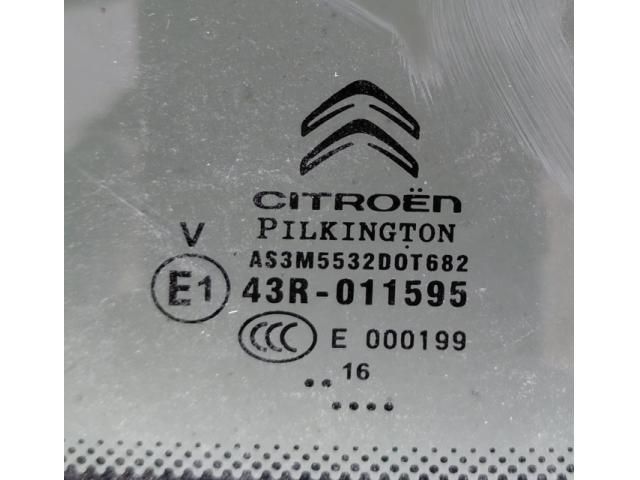 CITROËN
PILKINGTON
V
AS3M5532DOT682
E1 43R-011595
CCC E 000199
16